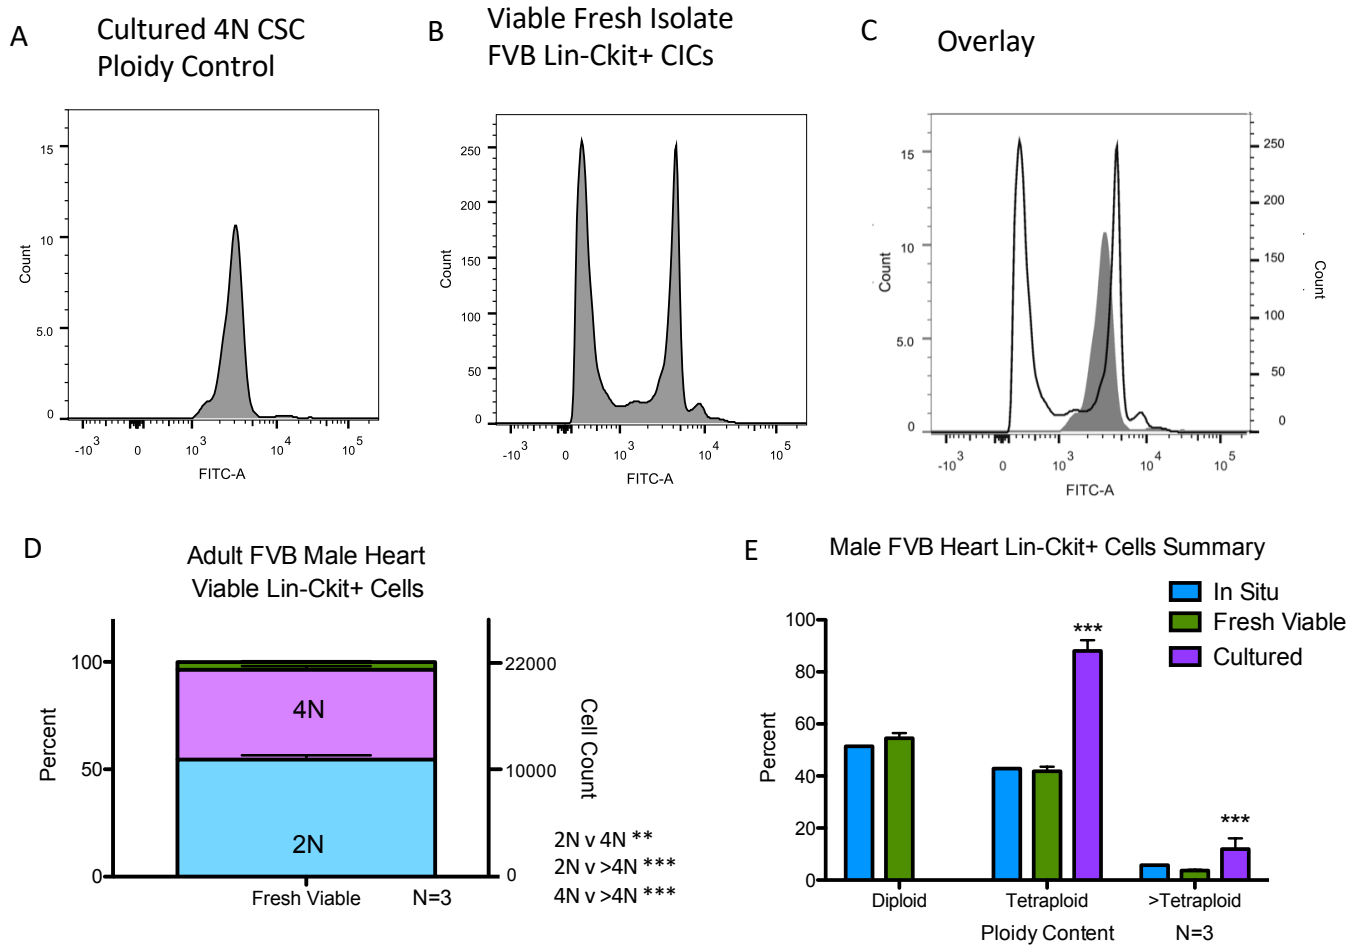 A
Cultured 4N CSC
Ploidy Control
B
Viable Fresh Isolate
FVB Lin-Ckit+ CICs
C
Overlay
Count
15
10
5.0
0
-10 3
0
10 3
10 4
10 5
FITC-A
Count
250
200
150
100
50
0
-10 3
0
10 3
10 4
10 5
FITC-A
Count
15
10
5.0
0
250
200
150
100
50
0
Count
-10 3
0
10 3
10 4
10 5
FITC-A
D
Adult FVB Male Heart
Viable Lin-Ckit+ Cells
Percent
100
50
0
4N
2N
22000
10000
0
Cell Count
Fresh Viable
N=3
2N v 4N **
2N v >4N ***
4N v >4N ***
E
Male FVB Heart Lin-Ckit+ Cells Summary
In Situ
Fresh Viable
Cultured
Percent
100
80
60
40
20
0
***
***
Diploid
Tetraploid
>Tetraploid
Ploidy Content
N=3